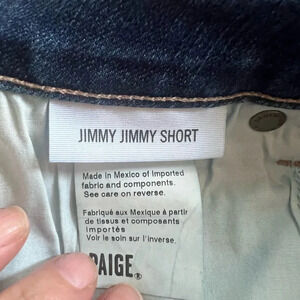 JIMMY JIMMY SHORT
Made in Mexico of imported
fabric and components.
See care on reverse.
Fabriqué aux Mexique à partir
de tissus et composants
importés
Voir le soin sur l'inverse.
PAIGE®